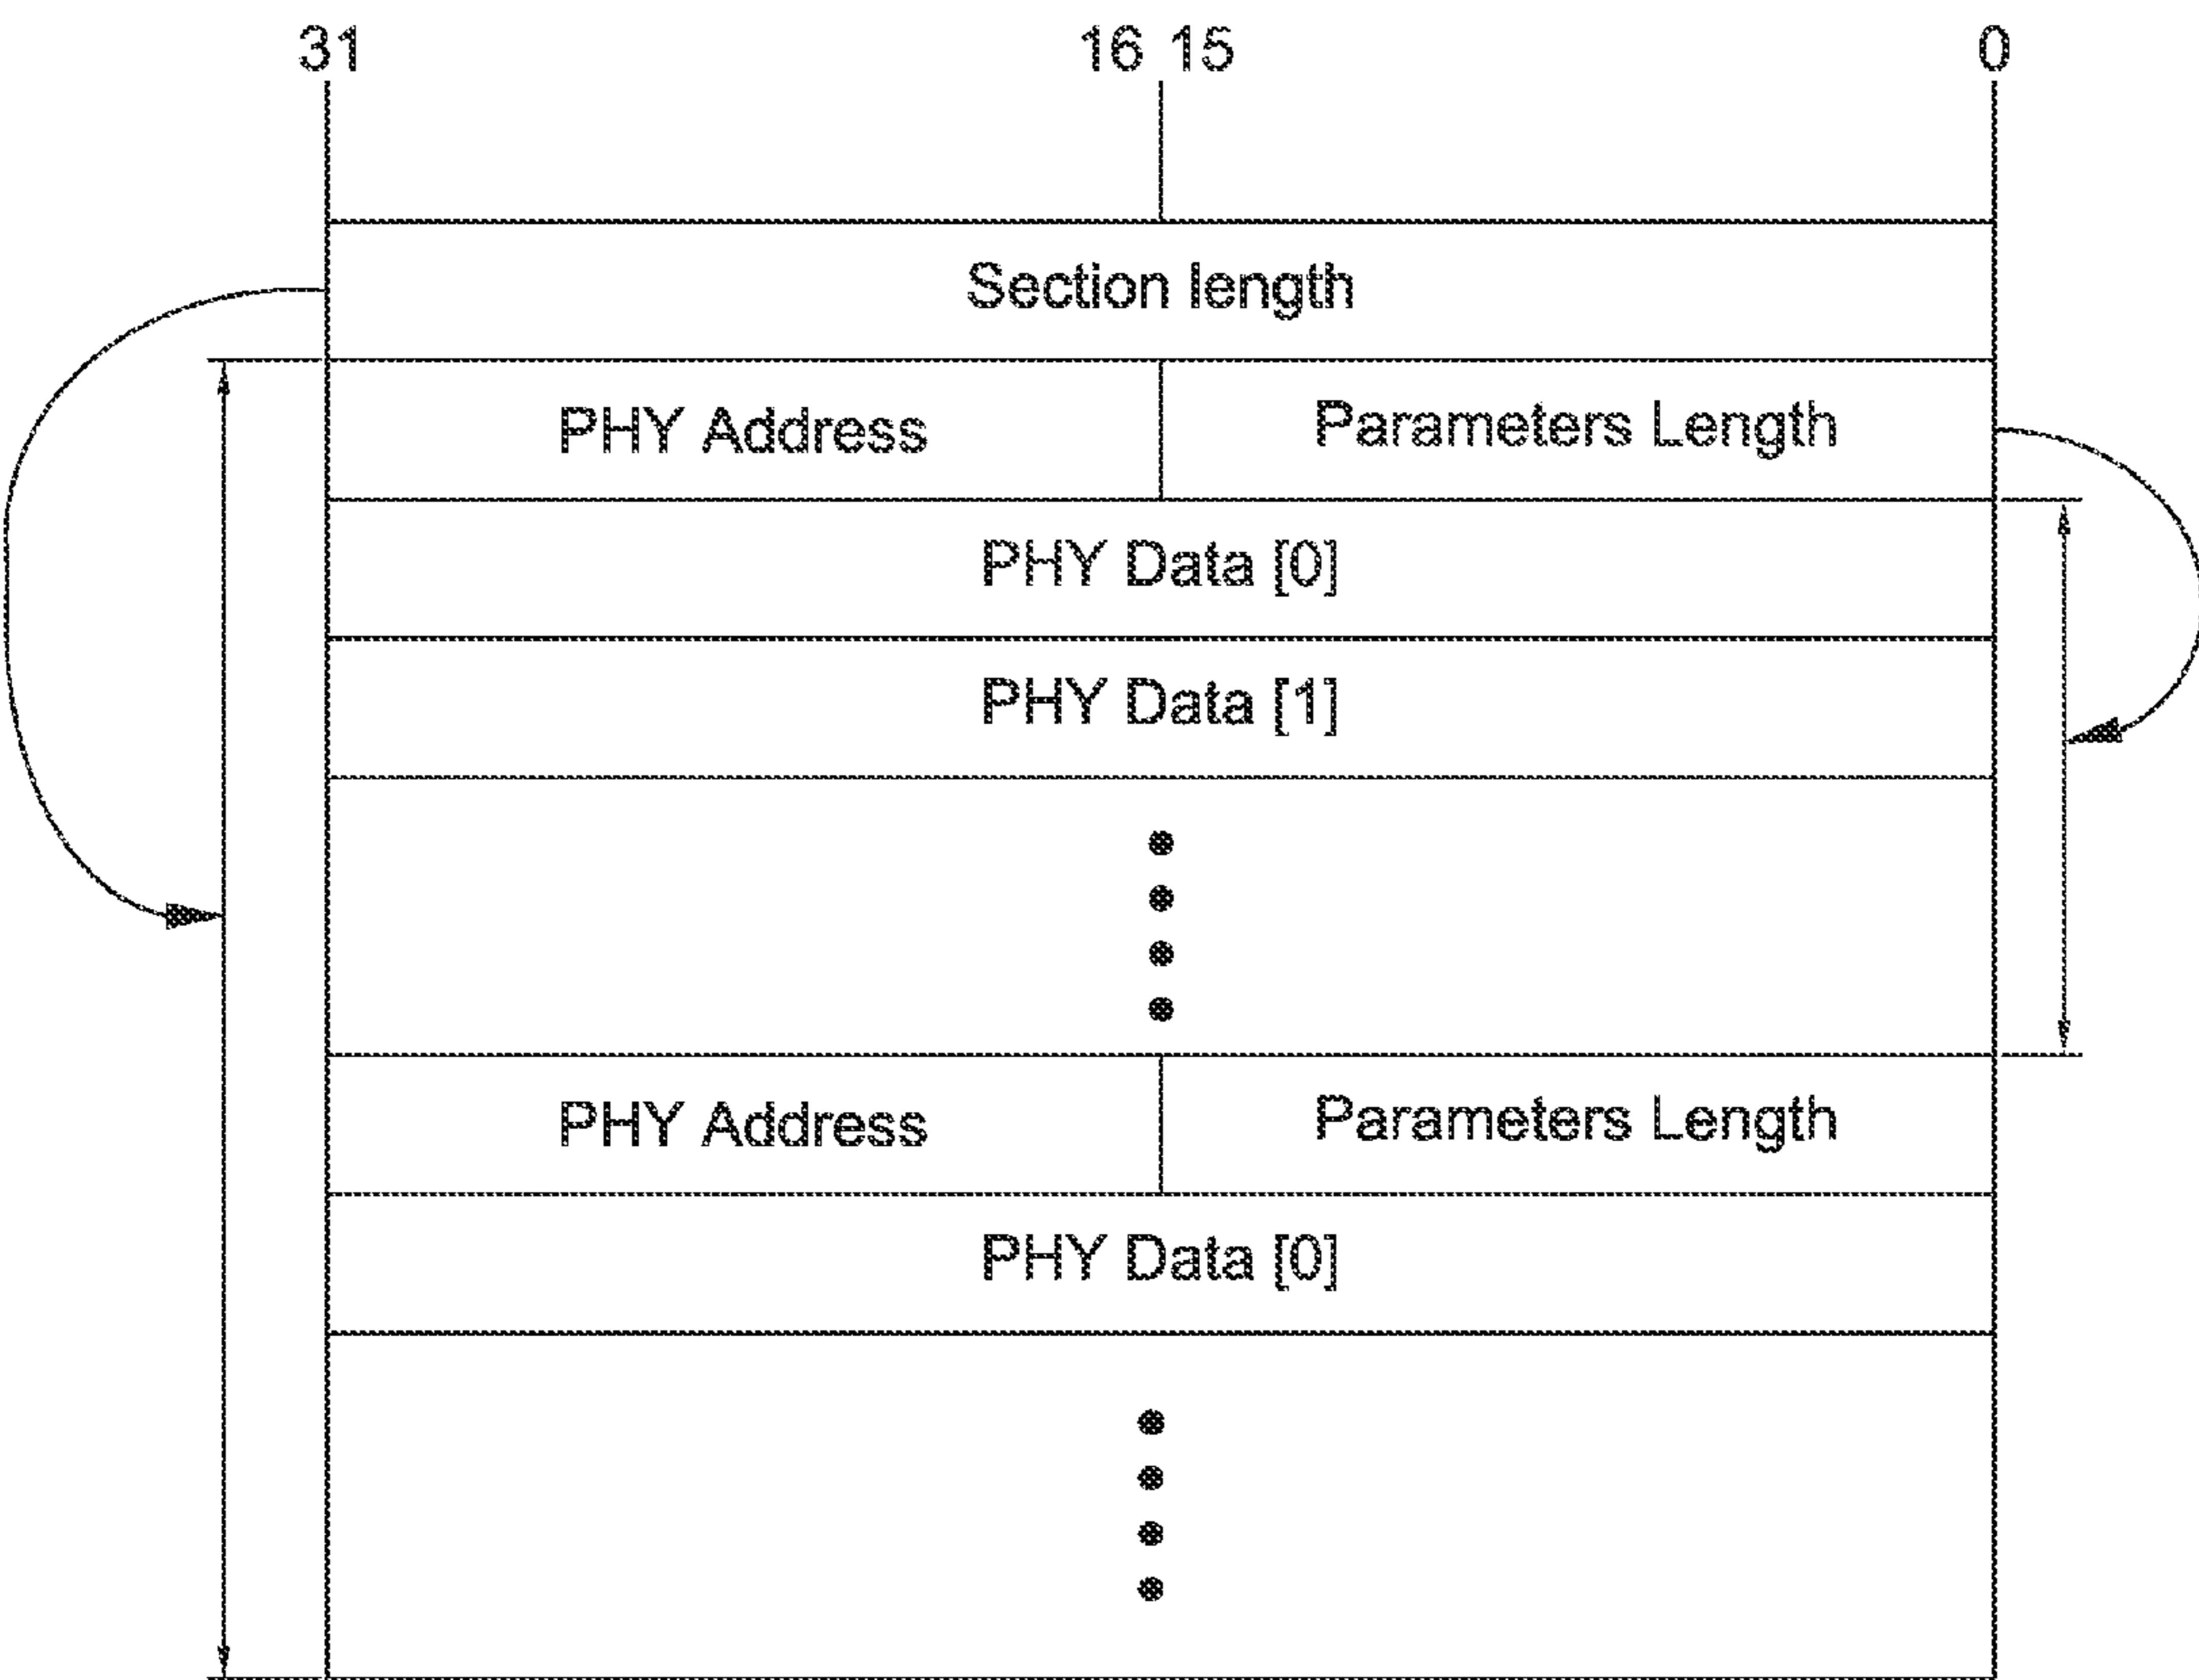 31 16 15 0
Section length
PHY Address Parameters Length
PHY Data [0]
PHY Data [1]
PHY Address Parameters Length
PHY Data [0]